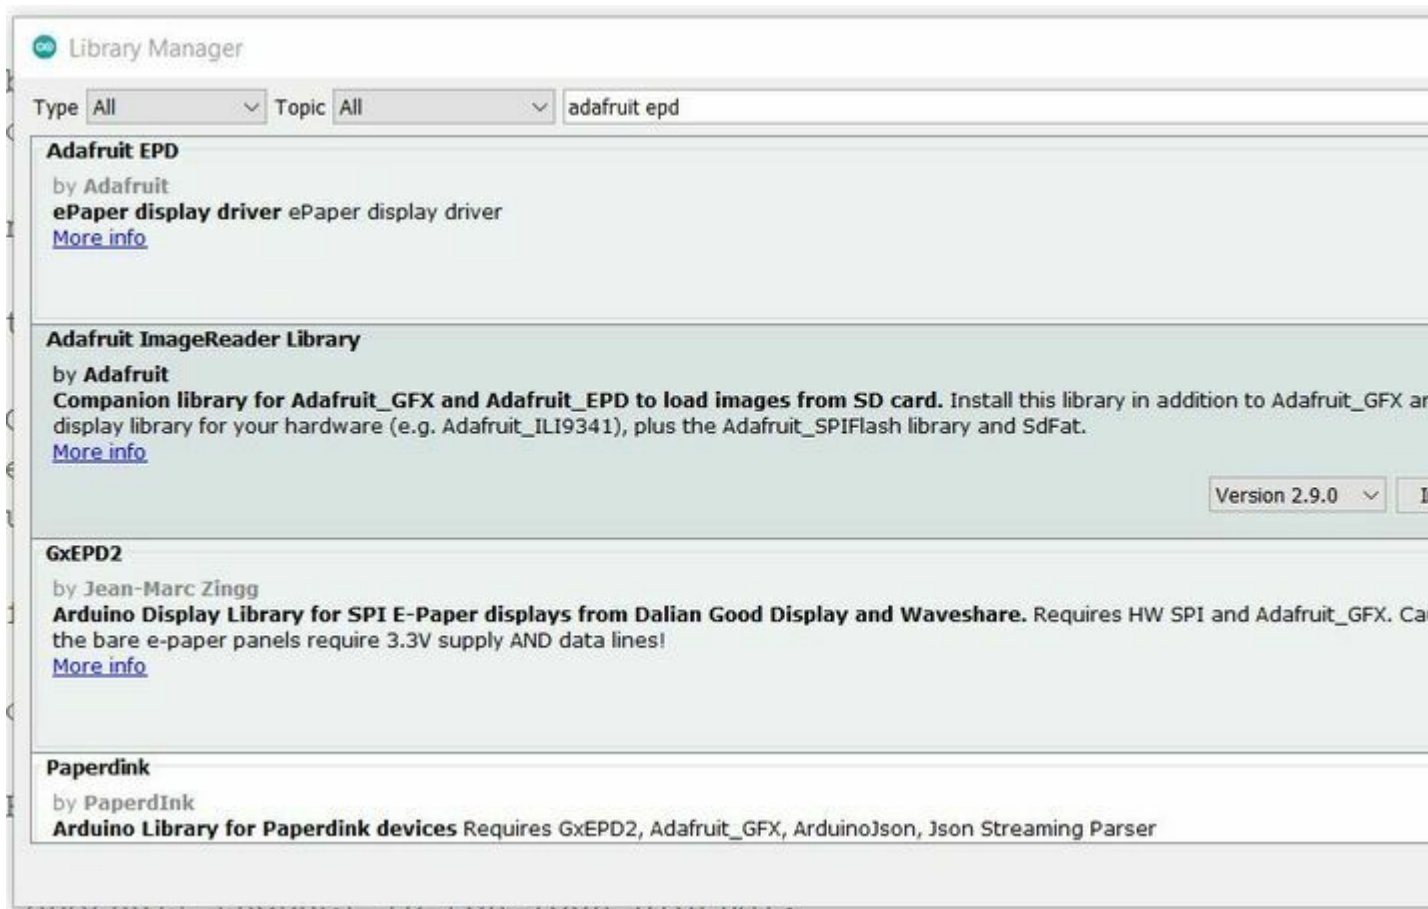 Library Manager
Type All Topic All adafruit epd
Adafruit EPD
by Adafruit
ePaper display driver ePaper display driver
More info
Adafruit ImageReader Library
by Adafruit
Companion library for Adafruit_GFX and Adafruit_EPD to load images from SD card. Install this library in addition to Adafruit_GFX
display library for your hardware (e.g. Adafruit_ILI9341), plus the Adafruit_SPIFlash library and SdFat.
More info
Version 2.9.0
GxEPD2
by Jean-Marc Zingg
Arduino Display Library for SPI E-Paper displays from Dalian Good Display and Waveshare. Requires HW SPI and Adafruit_GFX.
the bare e-paper panels require 3.3V supply AND data lines!
More info
Paperdink
by PaperdInk
Arduino Library for Paperdink devices Requires GxEPD2, Adafruit_GFX, ArduinoJson, Json Streaming Parser